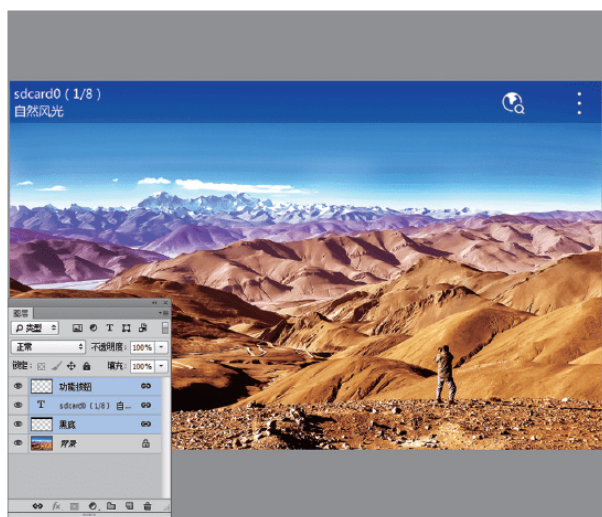 sdcard0 ( 1/8 )
自然风光
图层
类型
T
正常
不透明度: 100%
锁定:
填充: 100%
功能按钮
T sdcard0 (1/8) 自...
黑底
背景
fx